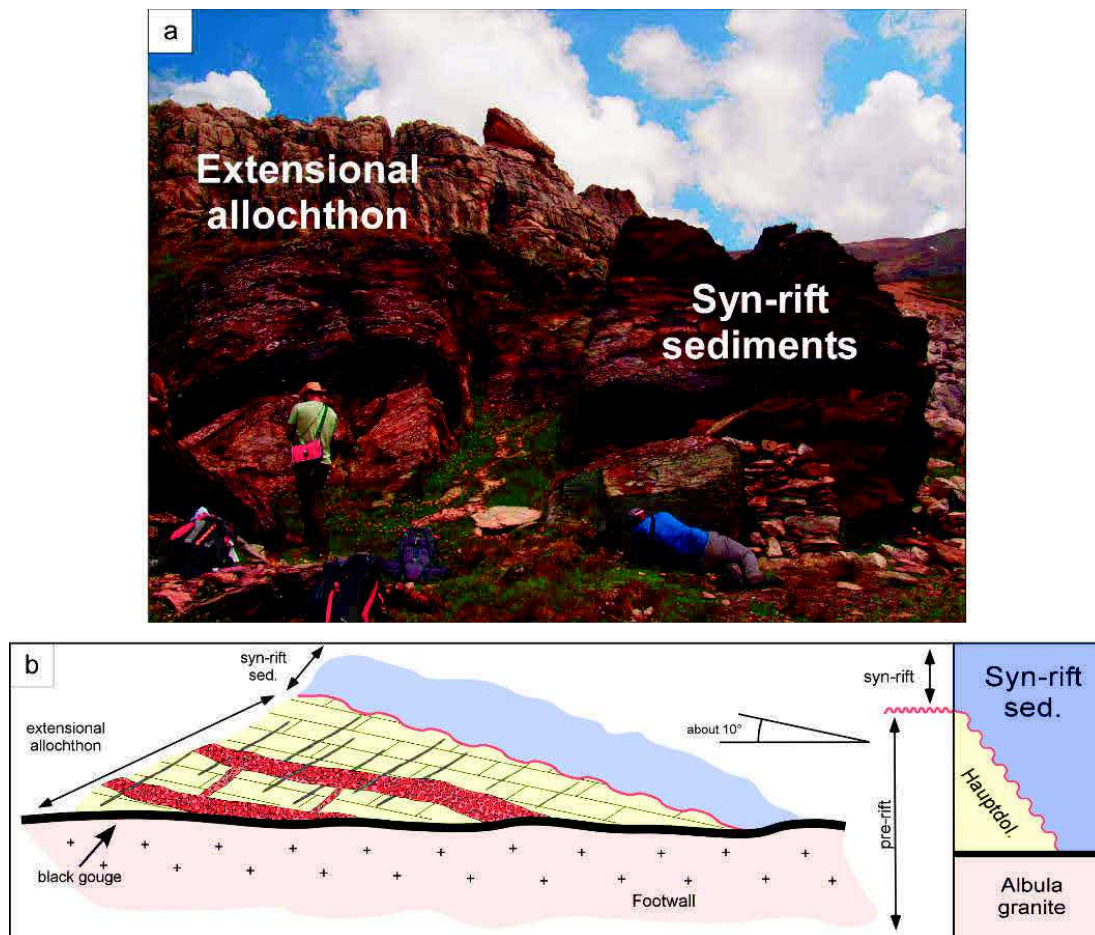 a
Extensional
allochthon
Syn-rift
sediments
b
syn-rift
sed.
extensional
allochthon
black gouge
Footwall
about 10°
syn-rift
pre-rift
Syn-rift
sed.
Hauptdol.
Albula
granite